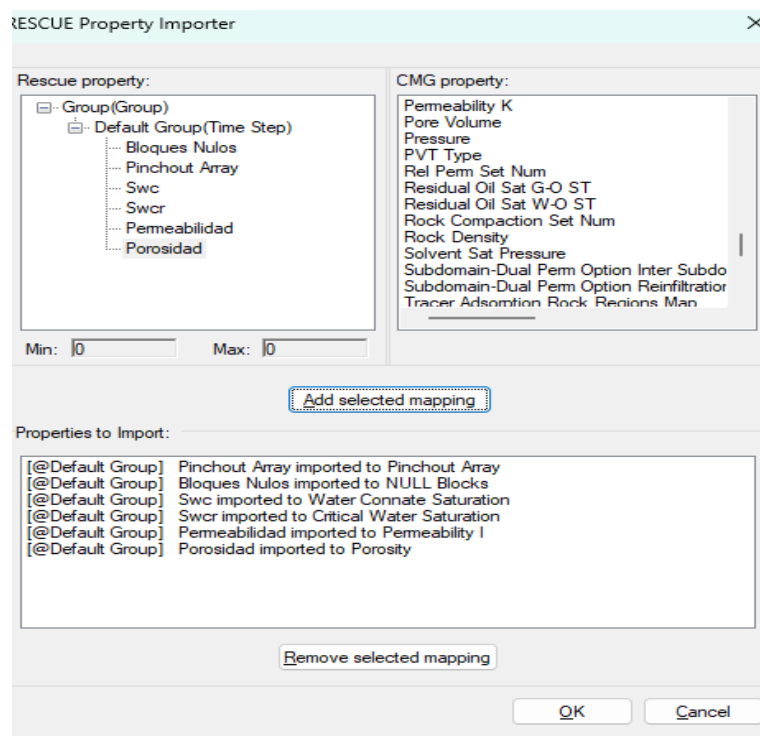 RESCUE Property Importer
Rescue property:
CMG property:
Group(Group)
Default Group(Time Step)
Bloques Nulos
Pinchout Array
Swc
Swcr
Permeabilidad
Porosidad
Permeability K
Pore Volume
Pressure
PVT Type
Rel Perm Set Num
Residual Oil Sat G-O ST
Residual Oil Sat W-O ST
Rock Compaction Set Num
Rock Density
Solvent Sat Pressure
Subdomain-Dual Perm Option Inter Subdo
Subdomain-Dual Perm Option Reinfiltration
Tracer Adsorption Rock Regions Map
Min: 0 Max: 0
Add selected mapping
Properties to Import:
[@Default Group] Pinchout Array imported to Pinchout Array
[@Default Group] Bloques Nulos imported to NULL Blocks
[@Default Group] Swc imported to Water Connate Saturation
[@Default Group] Swcr imported to Critical Water Saturation
[@Default Group] Permeabilidad imported to Permeability I
[@Default Group] Porosidad imported to Porosity
Remove selected mapping
OK
Cancel